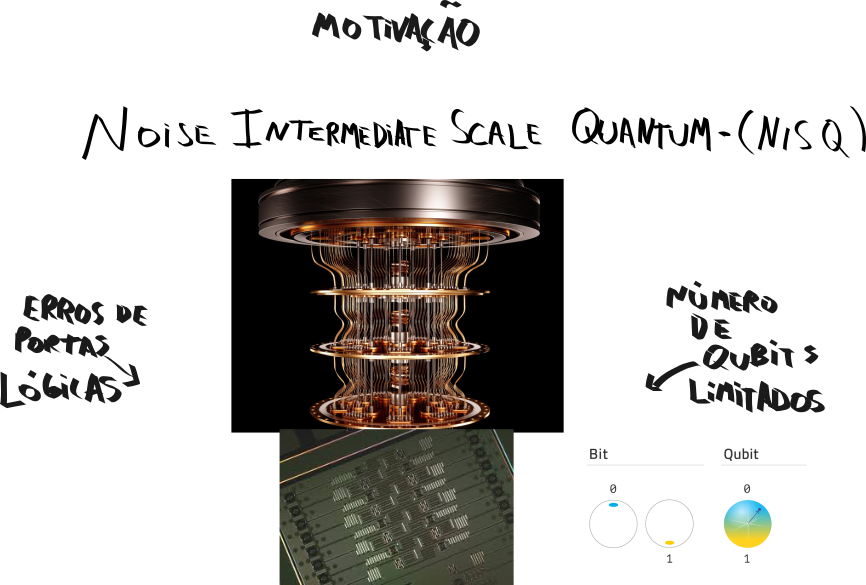 MOTIVAÇÃO
NOISE INTERMEDIATE SCALE QUANTUM-(NISQ)
ERROS DE
PORTAS
LÓGICAS
NÚMERO
DE
QUBITS
LIMITADOS
Bit
Qubit
0
0
1
1